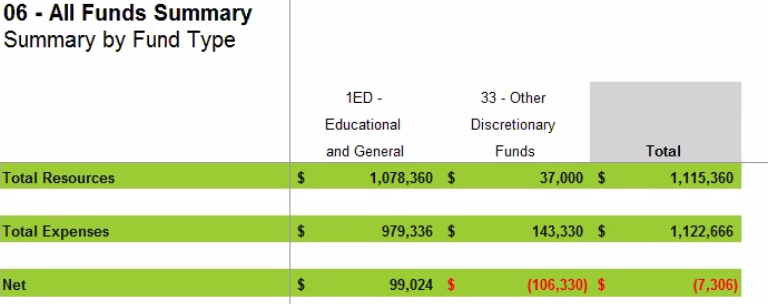 06 - All Funds Summary
Summary by Fund Type
1ED - 33 - Other
Educational Discretionary
and General Funds Total
Total Resources $ 1,078,360 $ 37,000 $ 1,115,360
Total Expenses $ 979,336 $ 143,330 $ 1,122,666
Net $ 99,024 $ (106,330) $ (7,306)